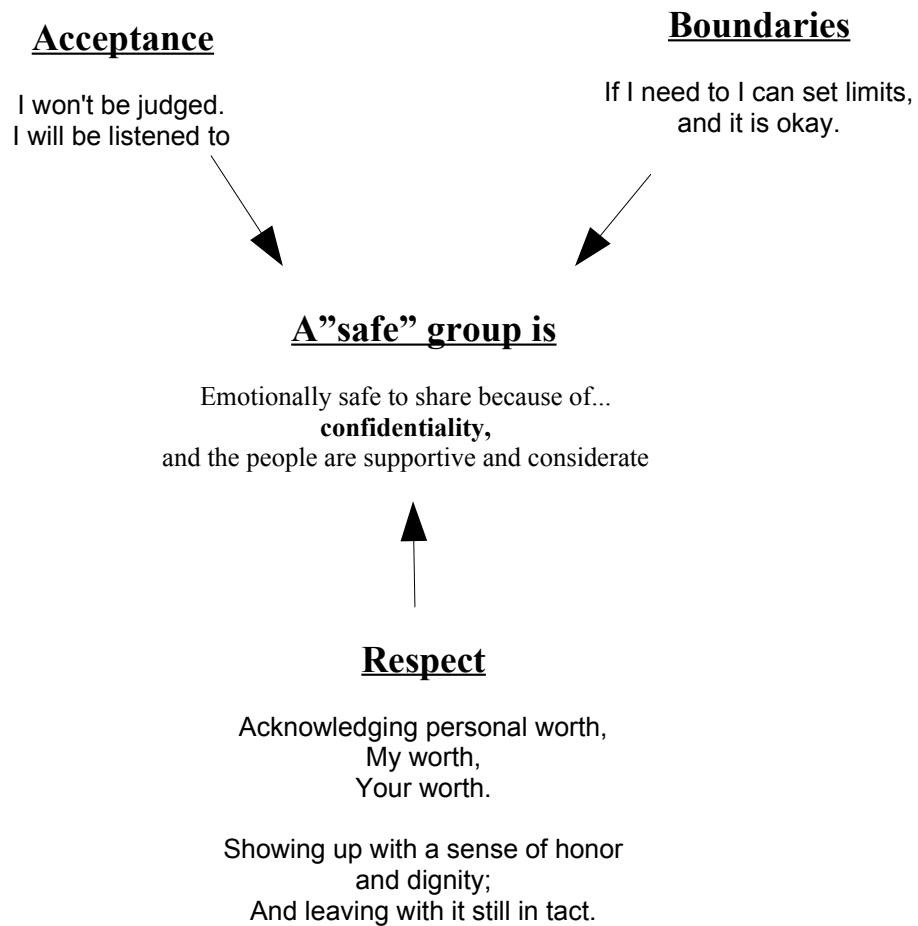 Acceptance
I won't be judged.
I will be listened to
Boundaries
If I need to I can set limits,
and it is okay.
A”safe” group is
Emotionally safe to share because of...
confidentiality,
and the people are supportive and considerate
Respect
Acknowledging personal worth,
My worth,
Your worth.
Showing up with a sense of honor
and dignity;
And leaving with it still in tact.